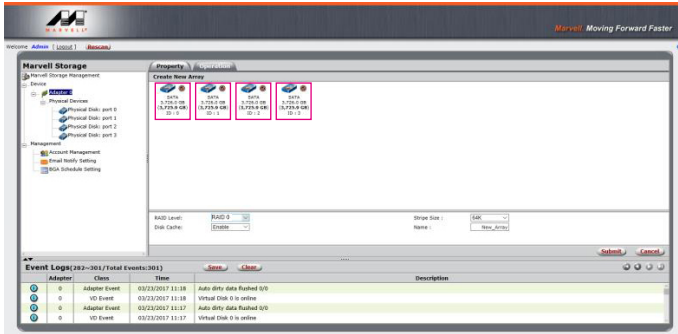 MARVELL
Marvell. Moving Forward Faster
Welcome Admin [ Logout ] Rescan
Marvell Storage
Marvell Storage Management
Device
Adapter 0
Physical Devices
Physical Disk: port 0
Physical Disk: port 1
Physical Disk: port 2
Physical Disk: port 3
Management
Account Management
Email Notify Setting
BGA Schedule Setting
Property Operation
Create New Array
SATA SATA SATA SATA
3,726.0 GB 3,726.0 GB 3,726.0 GB 3,726.0 GB
(3,725.9 GB) (3,725.9 GB) (3,725.9 GB) (3,725.9 GB)
ID : 0 ID : 1 ID : 2 ID : 3
RAID Level: RAID 0 Stripe Size : 64K
Disk Cache: Enable Name : New_Array
Submit Cancel
Event Logs(282~301/Total Events:301) Save Clear
Adapter Class Time Description
0 Adapter Event 03/23/2017 11:18 Auto dirty data flushed 0/0
0 VD Event 03/23/2017 11:18 Virtual Disk 0 is online
0 Adapter Event 03/23/2017 11:17 Auto dirty data flushed 0/0
0 VD Event 03/23/2017 11:17 Virtual Disk 0 is online